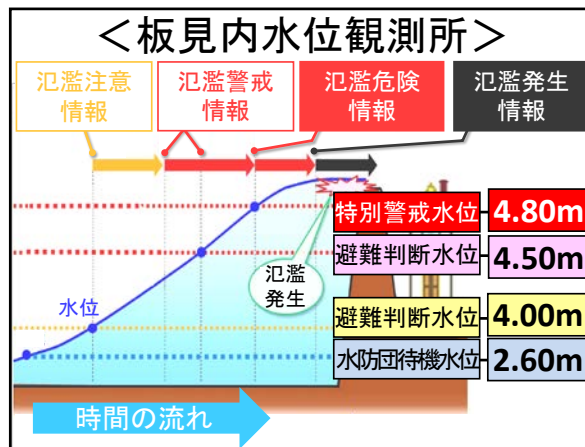 ＜板見内水位観測所＞
氾濫注意
情報
氾濫警戒
情報
氾濫危険
情報
氾濫発生
情報
特別警戒水位
4.80m
避難判断水位
4.50m
氾濫
発生
水位
避難判断水位
4.00m
水防団待機水位
2.60m
時間の流れ